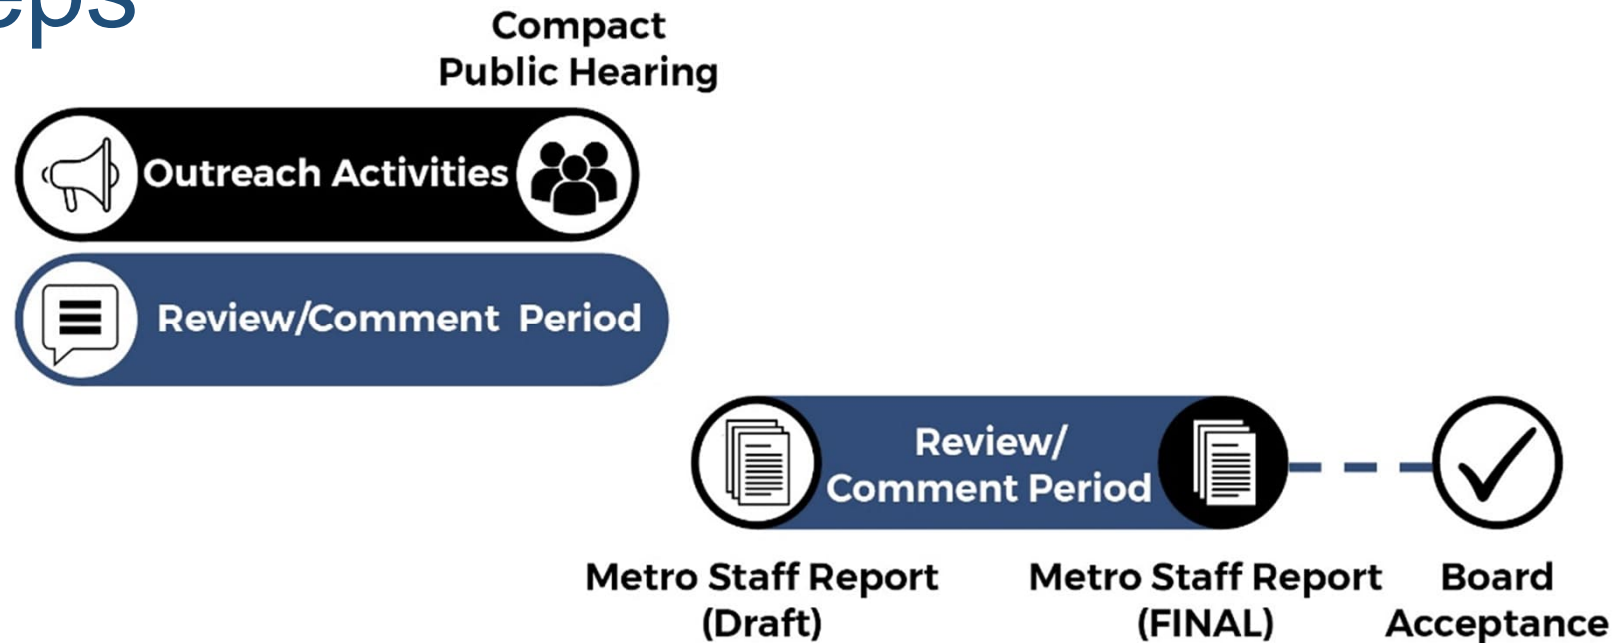 Compact
Public Hearing
Outreach Activities
Review/Comment Period
Review/
Comment Period
Metro Staff Report
(Draft)
Metro Staff Report
(FINAL)
Board
Acceptance